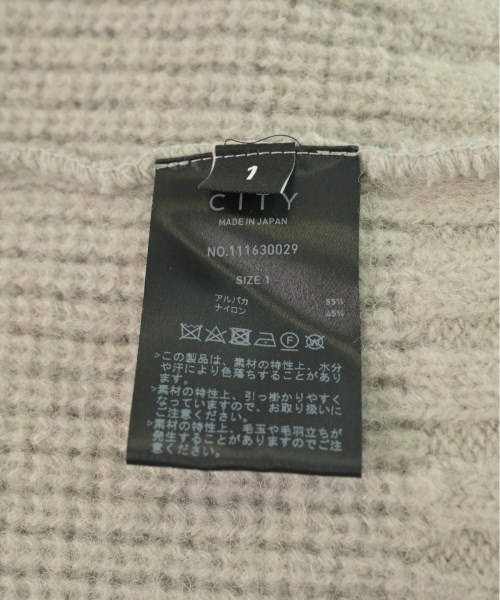 1
CITY
MADE IN JAPAN
NO.111630029
SIZE 1
アルパカ 55%
ナイロン 45%
>この製品は、素材の特性上、水分
や汗により色落ちすることがあり
ます。
>素材の特性上、引っ掛かりやすく
なっていますので、お取り扱いに
ご注意ください。
>素材の特性上、毛玉や毛羽立ちが
発生することがありますのでご注
意ください。